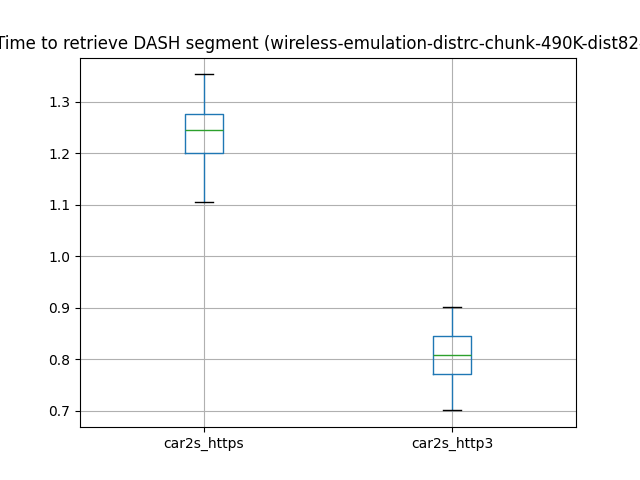 Time to retrieve DASH segment (wireless-emulation-distrc-chunk-490K-dist82
1.3
1.2
1.1
1.0
0.9
0.8
0.7
car2s_https
car2s_http3